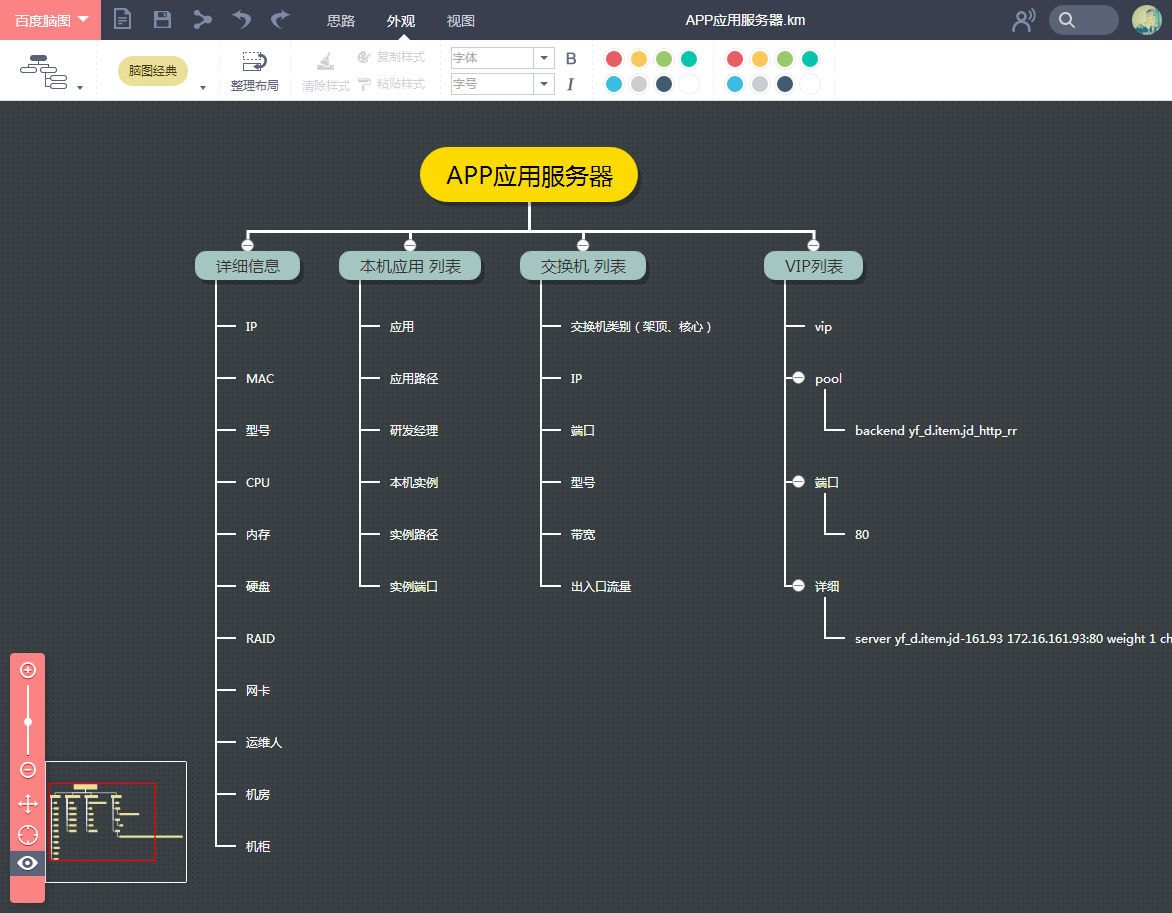 百度脑图
思路
外观
视图
APP应用服务器.km
脑图经典
整理布局
清除样式
复制样式
粘贴样式
字体
字号
B
I
APP应用服务器
详细信息
IP
MAC
型号
CPU
内存
硬盘
RAID
网卡
运维人
机房
机柜
本机应用 列表
应用
应用路径
研发经理
本机实例
实例路径
实例端口
交换机 列表
交换机类别（架顶、核心）
IP
端口
型号
带宽
出入口流量
VIP列表
vip
pool
backend yf_d.item.jd_http_rr
端口
80
详细
server yf_d.item.jd-161.93 172.16.161.93:80 weight 1 ch